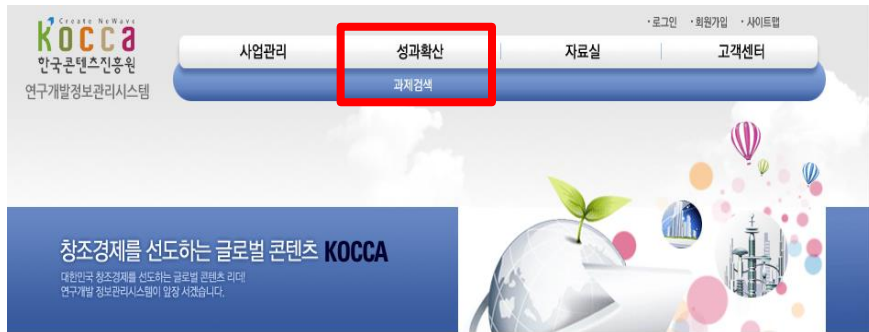 Create NeWave
KOCCA
한국콘텐츠진흥원
연구개발정보관리시스템
·로그인 ·회원가입 ·사이트맵
사업관리 성과확산 자료실 고객센터
과제검색
창조경제를 선도하는 글로벌 콘텐츠 KOCCA
대한민국 창조경제를 선도하는 글로벌 콘텐츠 리더!
연구개발 정보관리시스템이 앞장 서겠습니다.